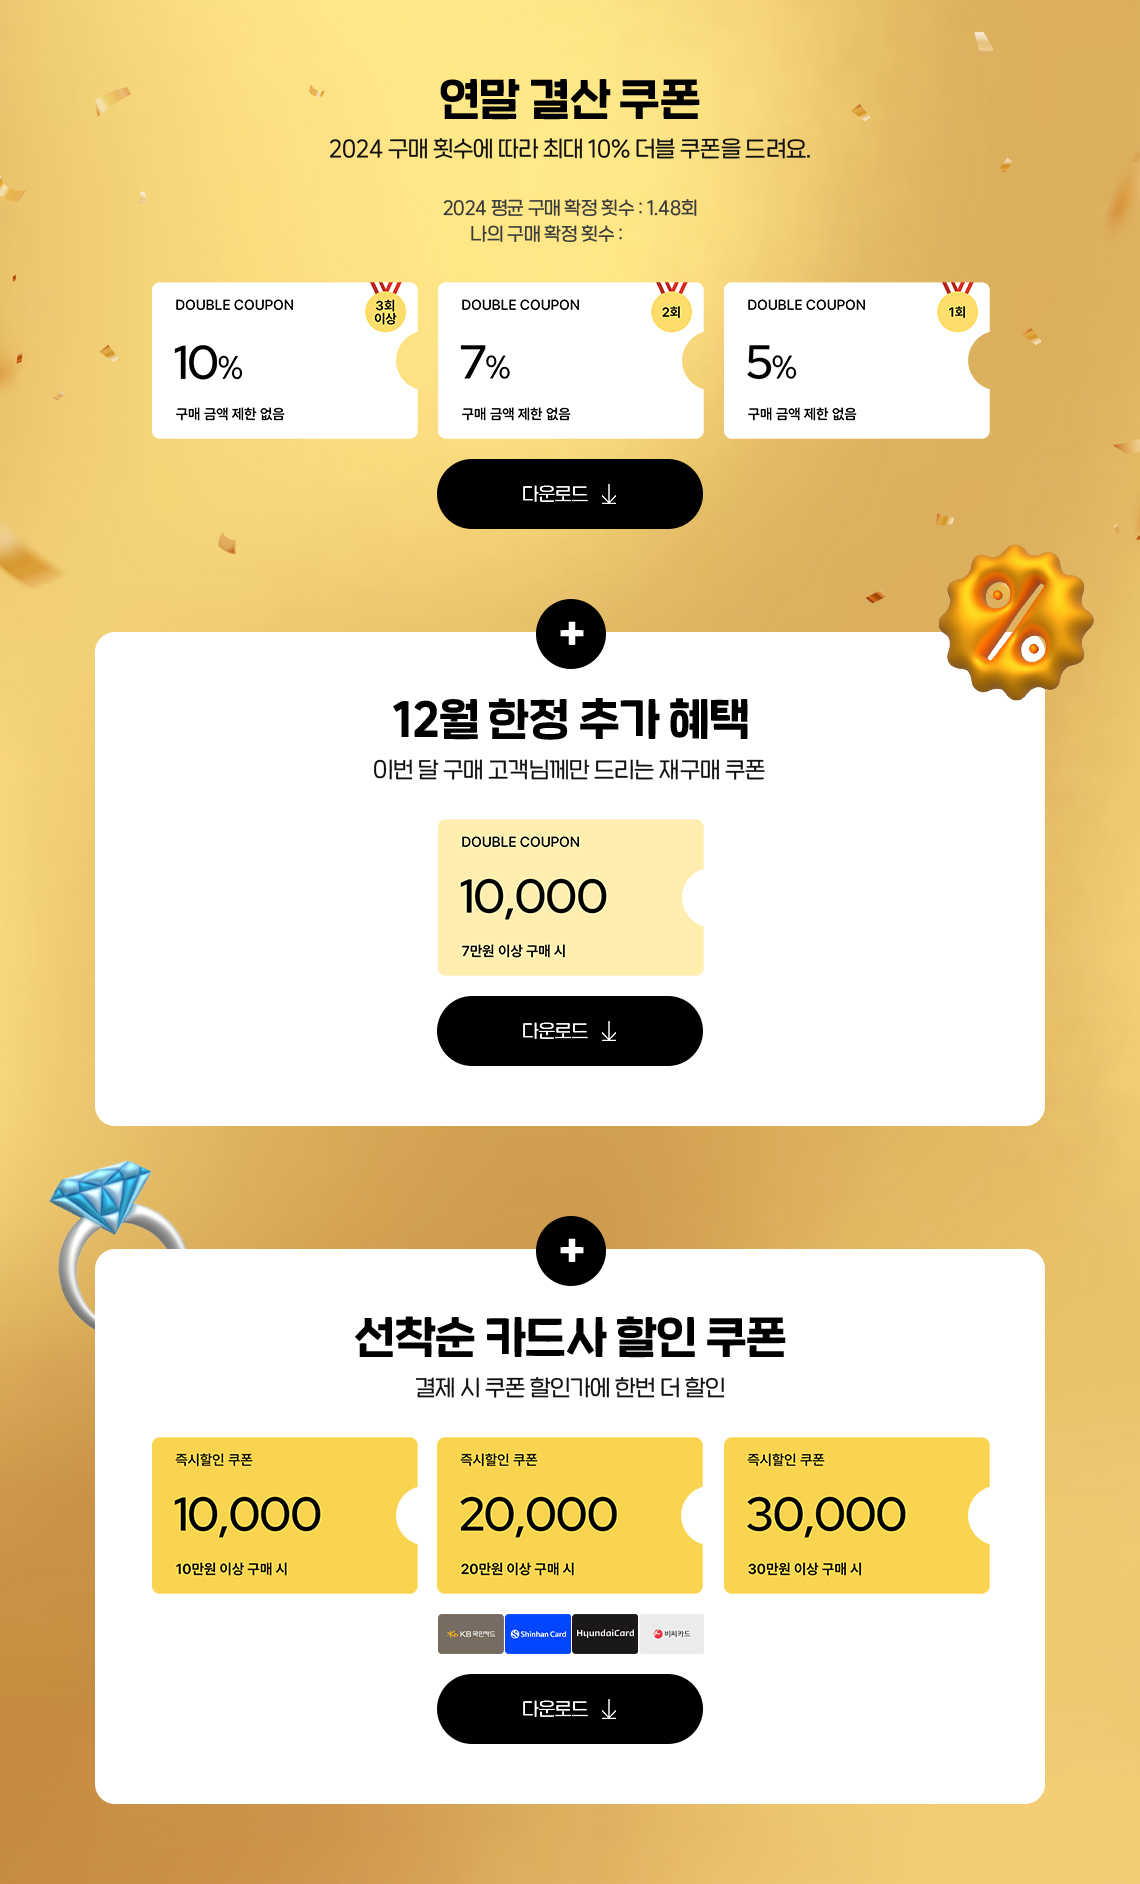 연말 결산 쿠폰
2024 구매 횟수에 따라 최대 10% 더블 쿠폰을 드려요.
2024 평균 구매 확정 횟수 : 1.48회
나의 구매 확정 횟수 :
DOUBLE COUPON
3회
이상
10%
구매 금액 제한 없음
DOUBLE COUPON
2회
7%
구매 금액 제한 없음
DOUBLE COUPON
1회
5%
구매 금액 제한 없음
다운로드
%
12월 한정 추가 혜택
이번 달 구매 고객님께만 드리는 재구매 쿠폰
DOUBLE COUPON
10,000
7만원 이상 구매 시
다운로드
선착순 카드사 할인 쿠폰
결제 시 쿠폰 할인가에 한번 더 할인
즉시할인 쿠폰
10,000
10만원 이상 구매 시
즉시할인 쿠폰
20,000
20만원 이상 구매 시
즉시할인 쿠폰
30,000
30만원 이상 구매 시
KB 국민카드
Shinhan Card
HyundaiCard
비씨카드
다운로드